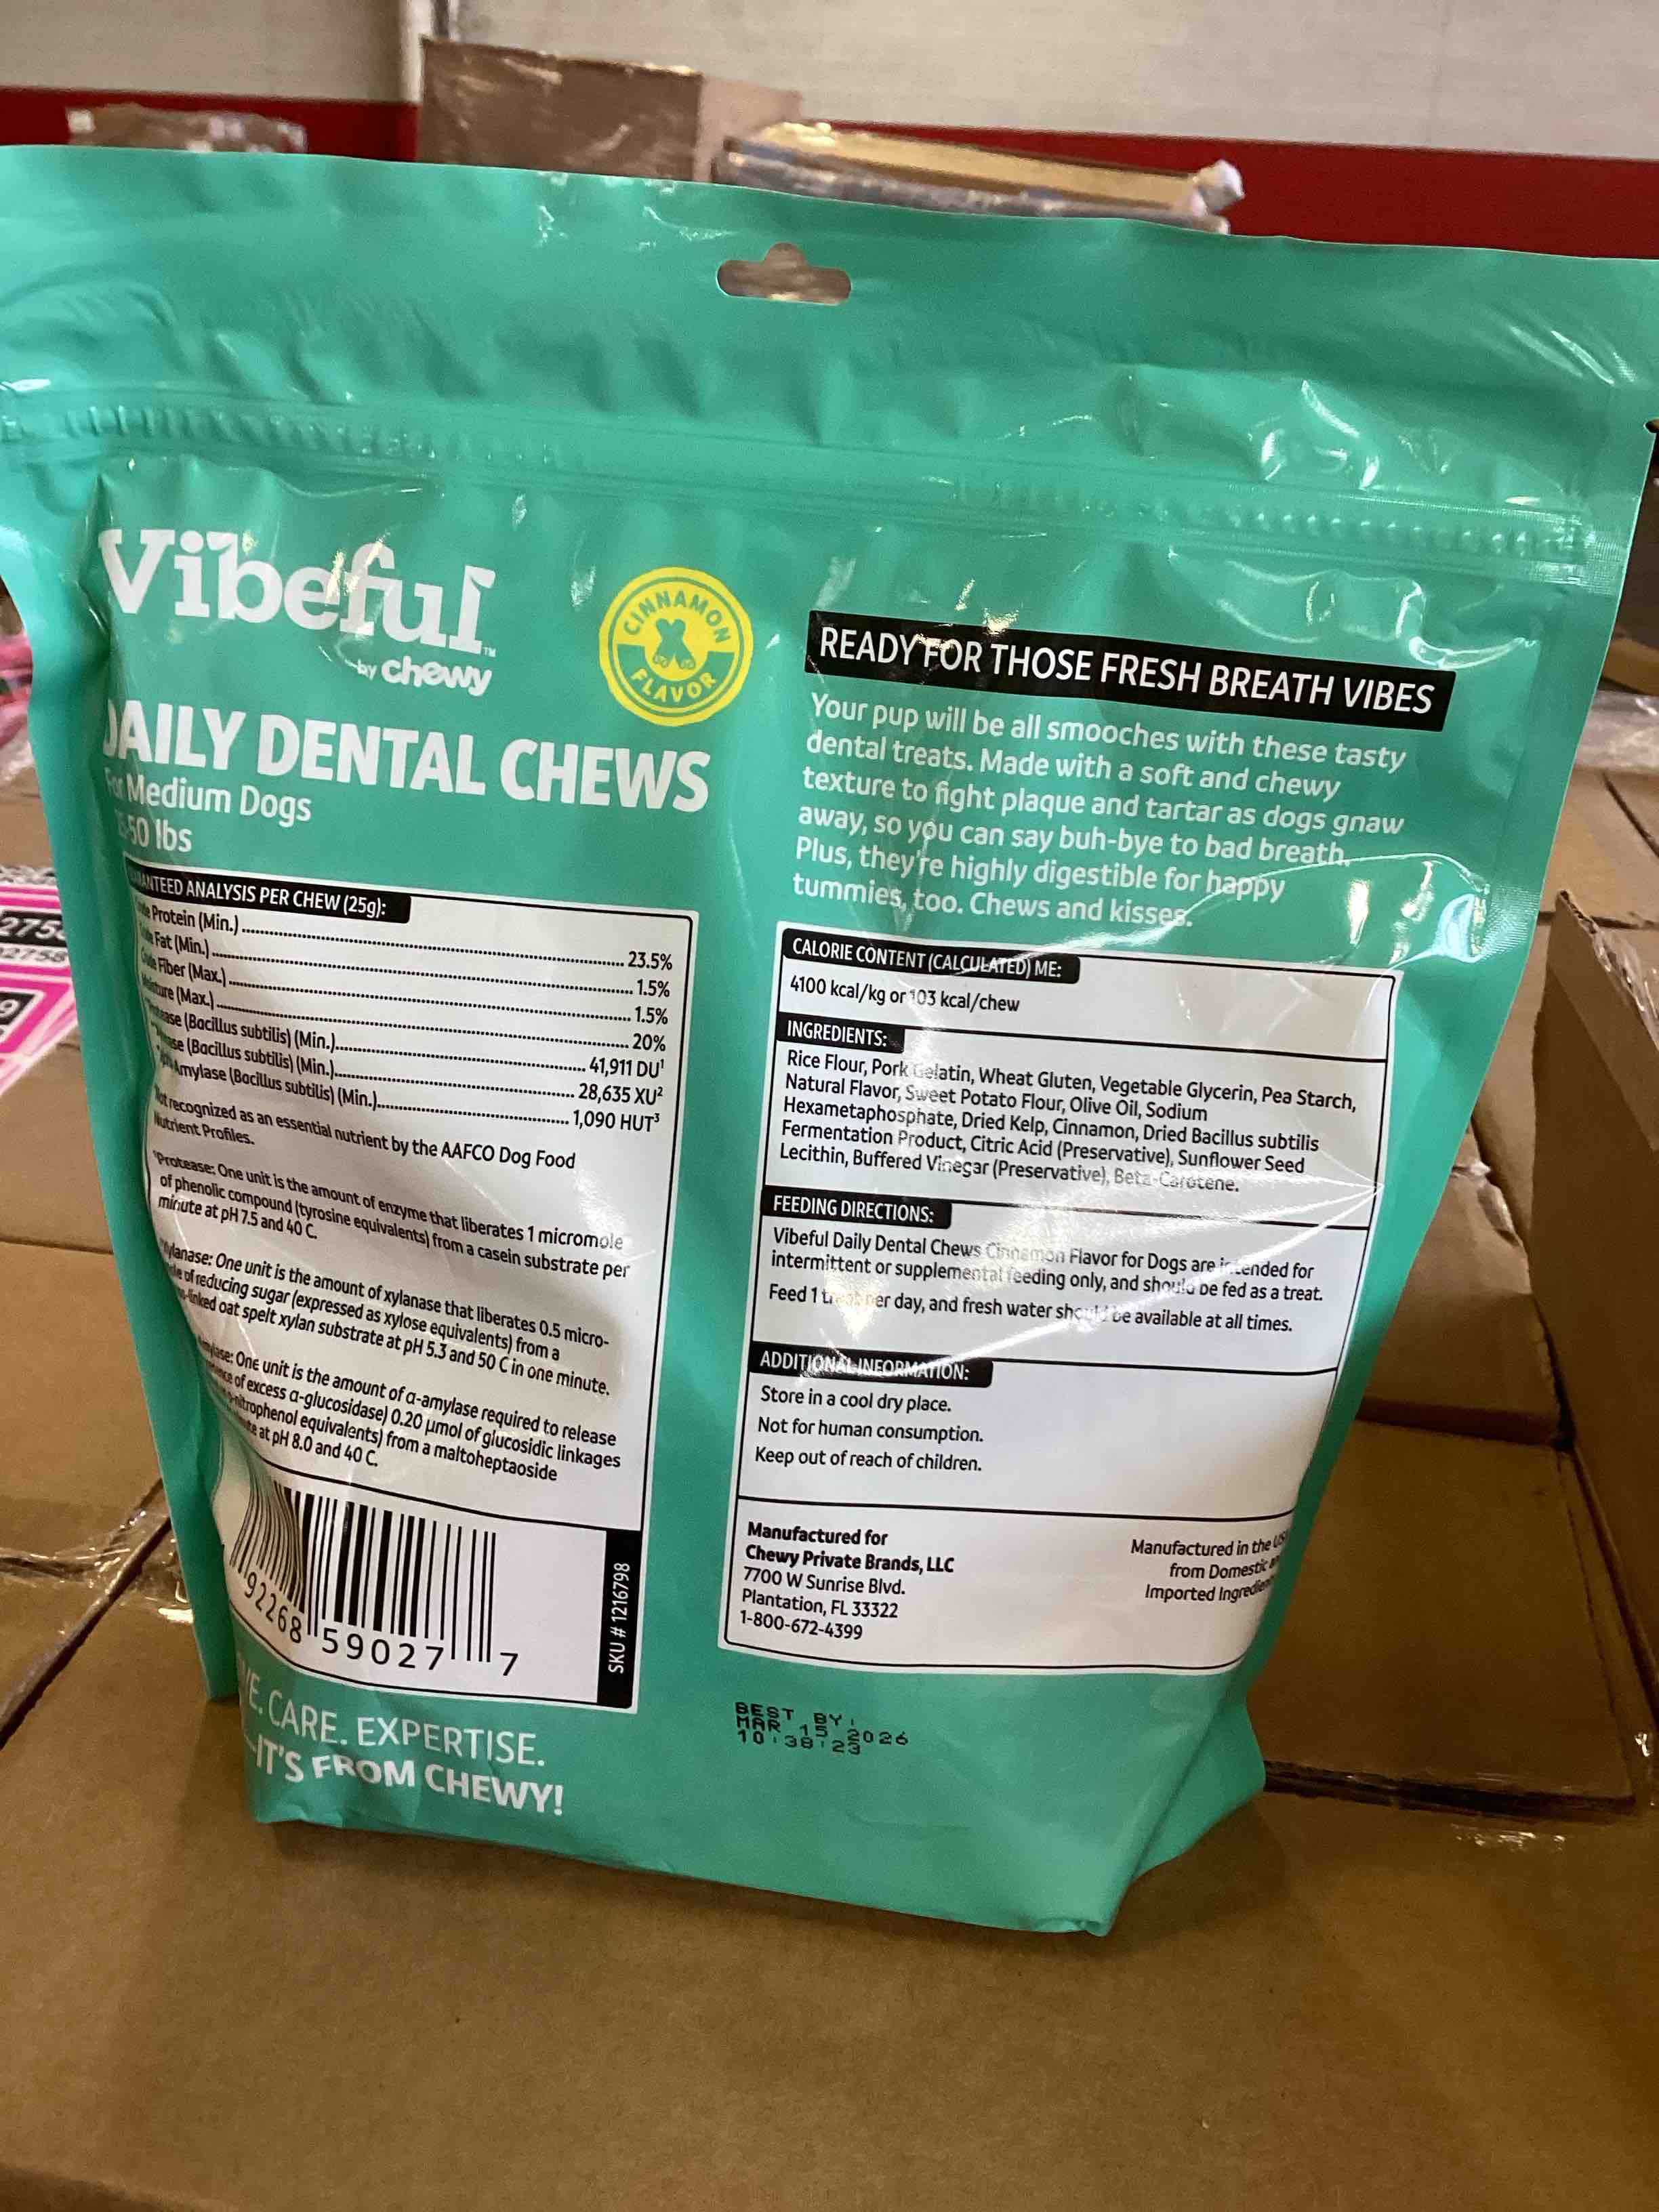 Vibeful™
by chewy
CINNAMON
FLAVOR
DAILY DENTAL CHEWS
For Medium Dogs
50 lbs
ANALYSIS PER CHEW (25g):
Protein (Min.) 23.5%
Fat (Min.) 1.5%
Fiber (Max.) 1.5%
(Max.) 20%
(Bacillus subtilis) (Min.) 41,911 DU¹
(Bacillus subtilis) (Min.) 28,635 XU²
Amylase (Bacillus subtilis) (Min.) 1,090 HUT³
recognized as an essential nutrient by the AAFCO Dog Food
Nutrient Profiles.
¹Protease: One unit is the amount of enzyme that liberates 1 micromole
of phenolic compound (tyrosine equivalents) from a casein substrate per
minute at pH 7.5 and 40 C.
Xylanase: One unit is the amount of xylanase that liberates 0.5 micro-
of reducing sugar (expressed as xylose equivalents) from a
oat spelt xylan substrate at pH 5.3 and 50 C in one minute.
One unit is the amount of α-amylase required to release
of excess α-glucosidase) 0.20 µmol of glucosidic linkages
equivalents) from a maltoheptaoside
at pH 8.0 and 40 C.
92268 59027 7
SKU # 1216798
CARE. EXPERTISE.
—IT'S FROM CHEWY!
READY FOR THOSE FRESH BREATH VIBES
Your pup will be all smooches with these tasty
dental treats. Made with a soft and chewy
texture to fight plaque and tartar as dogs gnaw
away, so you can say buh-bye to bad breath.
Plus, they're highly digestible for happy
tummies, too. Chews and kisses.
CALORIE CONTENT (CALCULATED) ME:
4100 kcal/kg or 103 kcal/chew
INGREDIENTS:
Rice Flour, Pork Gelatin, Wheat Gluten, Vegetable Glycerin, Pea Starch,
Natural Flavor, Sweet Potato Flour, Olive Oil, Sodium
Hexametaphosphate, Dried Kelp, Cinnamon, Dried Bacillus subtilis
Fermentation Product, Citric Acid (Preservative), Sunflower Seed
Lecithin, Buffered Vinegar (Preservative), Beta-Carotene.
FEEDING DIRECTIONS:
Vibeful Daily Dental Chews Cinnamon Flavor for Dogs are intended for
intermittent or supplemental feeding only, and should be fed as a treat.
Feed 1 treat per day, and fresh water should be available at all times.
ADDITIONAL INFORMATION:
Store in a cool dry place.
Not for human consumption.
Keep out of reach of children.
Manufactured for
Chewy Private Brands, LLC
7700 W Sunrise Blvd.
Plantation, FL 33322
1-800-672-4399
Manufactured in the USA
from Domestic
Imported Ingredients
BEST BY:
MAR 15 2026
10:38:23